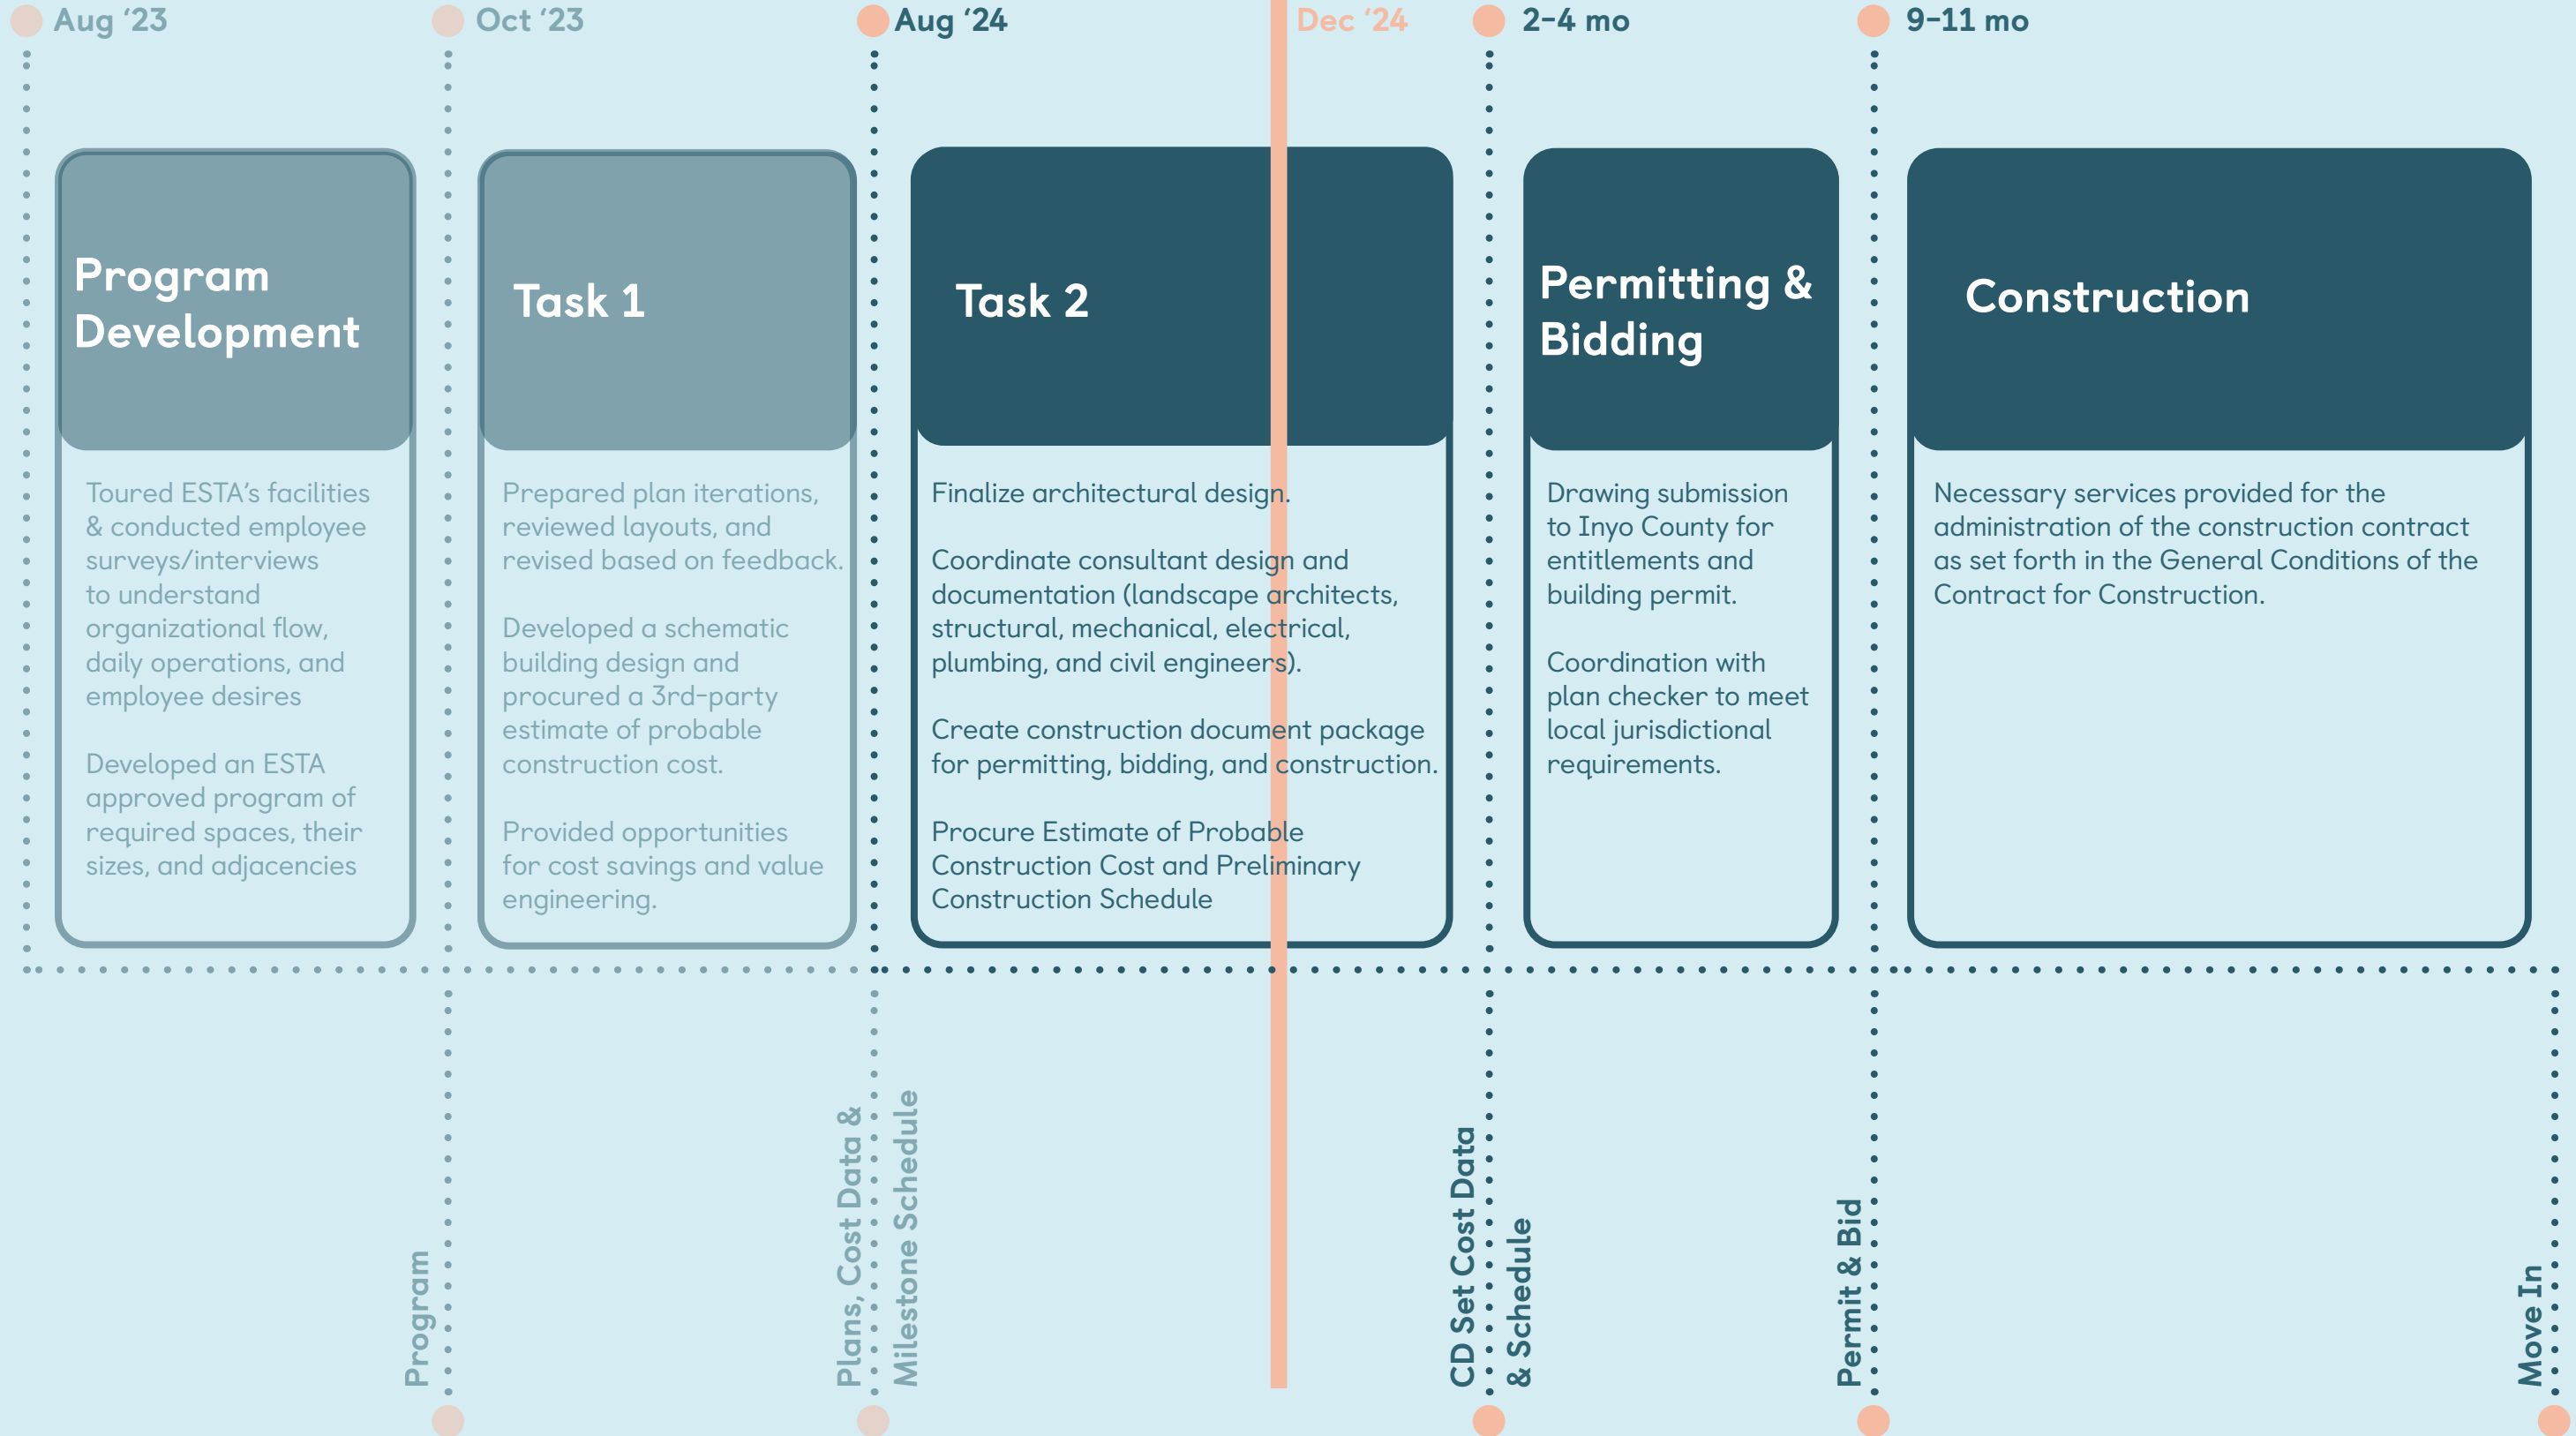 Aug ‘23
Oct ‘23
Aug ‘24
Dec ‘24
2–4 mo
9–11 mo
Program
Development
Toured ESTA’s facilities
& conducted employee
surveys/interviews
to understand
organizational flow,
daily operations, and
employee desires
Developed an ESTA
approved program of
required spaces, their
sizes, and adjacencies
Task 1
Prepared plan iterations,
reviewed layouts, and
revised based on feedback.
Developed a schematic
building design and
procured a 3rd-party
estimate of probable
construction cost.
Provided opportunities
for cost savings and value
engineering.
Task 2
Finalize architectural design.
Coordinate consultant design and
documentation (landscape architects,
structural, mechanical, electrical,
plumbing, and civil engineers).
Create construction document package
for permitting, bidding, and construction.
Procure Estimate of Probable
Construction Cost and Preliminary
Construction Schedule
Permitting &
Bidding
Drawing submission
to Inyo County for
entitlements and
building permit.
Coordination with
plan checker to meet
local jurisdictional
requirements.
Construction
Necessary services provided for the
administration of the construction contract
as set forth in the General Conditions of the
Contract for Construction.
Program
Plans, Cost Data &
Milestone Schedule
CD Set Cost Data
& Schedule
Permit & Bid
Move In